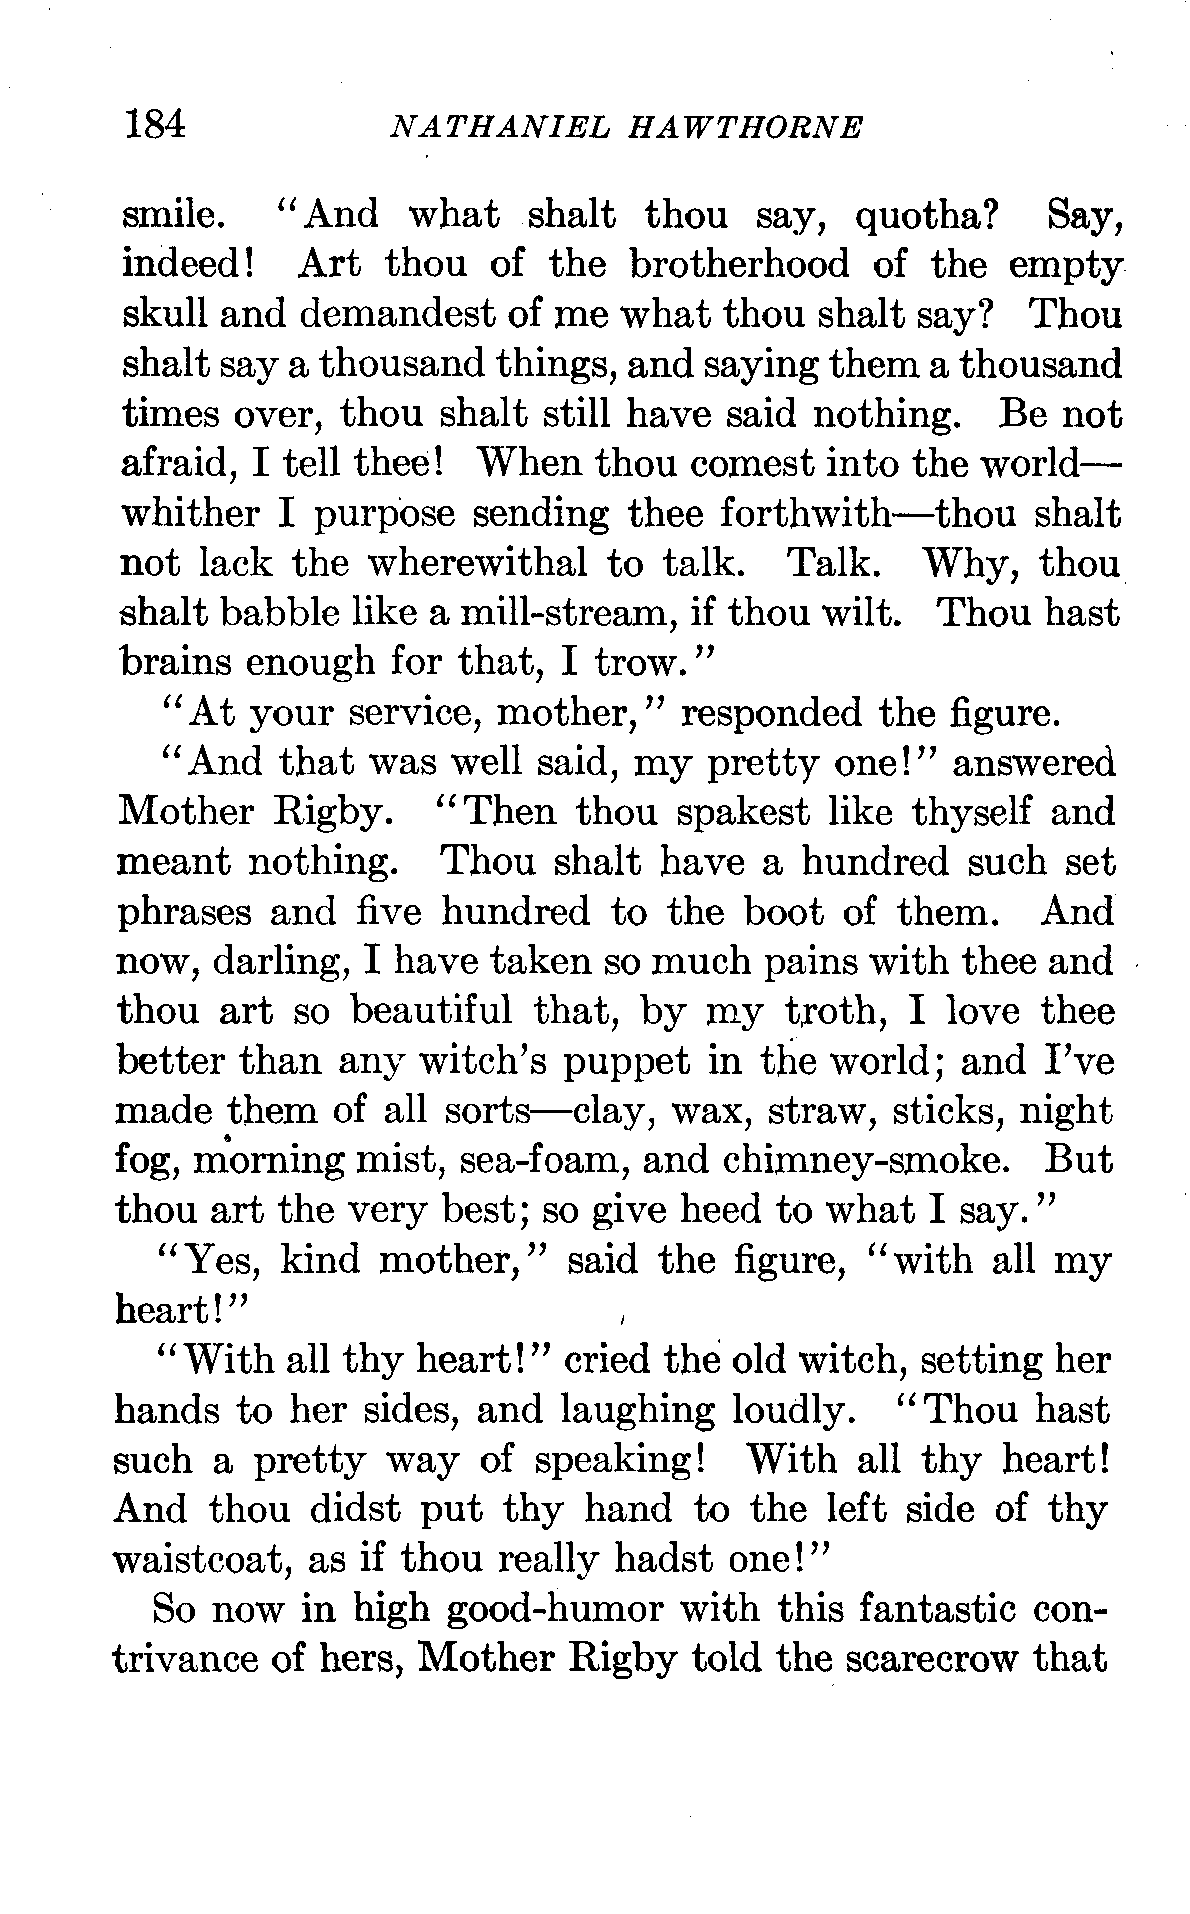 184 NATHANIEL HAWTHORNE
smile. "And what shalt thou say, quotha? Say,
indeed! Art thou of the brotherhood of the empty
skull and demandest of me what thou shalt say? Thou
shalt say a thousand things, and saying them a thousand
times over, thou shalt still have said nothing. Be not
afraid, I tell thee! When thou comest into the world—
whither I purpose sending thee forthwith—thou shalt
not lack the wherewithal to talk. Talk. Why, thou
shalt babble like a mill-stream, if thou wilt. Thou hast
brains enough for that, I trow."
"At your service, mother," responded the figure.
"And that was well said, my pretty one!" answered
Mother Rigby. "Then thou spakest like thyself and
meant nothing. Thou shalt have a hundred such set
phrases and five hundred to the boot of them. And
now, darling, I have taken so much pains with thee and
thou art so beautiful that, by my troth, I love thee
better than any witch's puppet in the world; and I've
made them of all sorts—clay, wax, straw, sticks, night
fog, morning mist, sea-foam, and chimney-smoke. But
thou art the very best; so give heed to what I say."
"Yes, kind mother," said the figure, "with all my
heart!"
"With all thy heart!" cried the old witch, setting her
hands to her sides, and laughing loudly. "Thou hast
such a pretty way of speaking! With all thy heart!
And thou didst put thy hand to the left side of thy
waistcoat, as if thou really hadst one!"
So now in high good-humor with this fantastic con-
trivance of hers, Mother Rigby told the scarecrow that